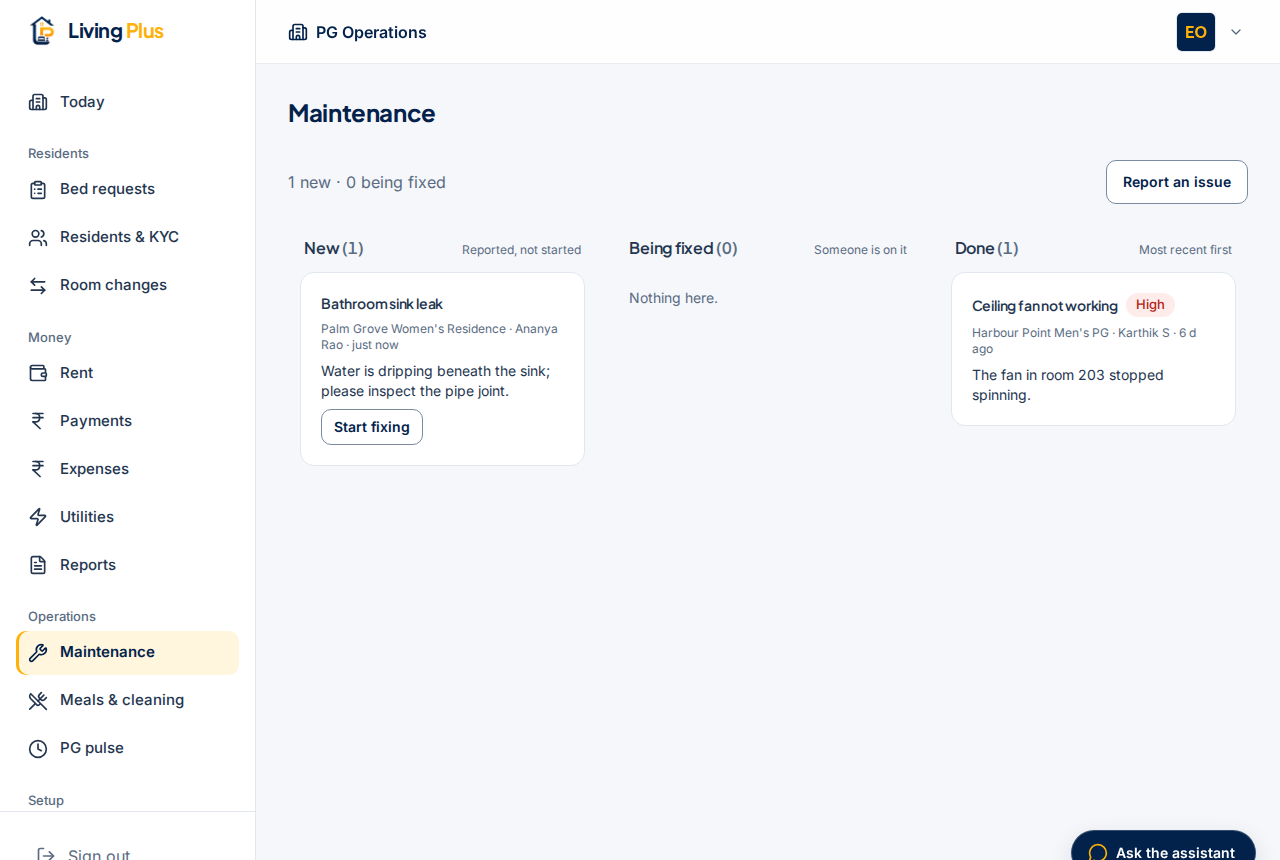 Living Plus
PG Operations
EO
Today
Residents
Bed requests
Residents & KYC
Room changes
Money
Rent
Payments
Expenses
Utilities
Reports
Operations
Maintenance
Meals & cleaning
PG pulse
Setup
Sign out
Maintenance
1 new · 0 being fixed
Report an issue
New (1)
Reported, not started
Bathroom sink leak
Palm Grove Women's Residence · Ananya
Rao · just now
Water is dripping beneath the sink;
please inspect the pipe joint.
Start fixing
Being fixed (0)
Someone is on it
Nothing here.
Done (1)
Most recent first
Ceiling fan not working
High
Harbour Point Men's PG · Karthik S · 6 d
ago
The fan in room 203 stopped
spinning.
Ask the assistant